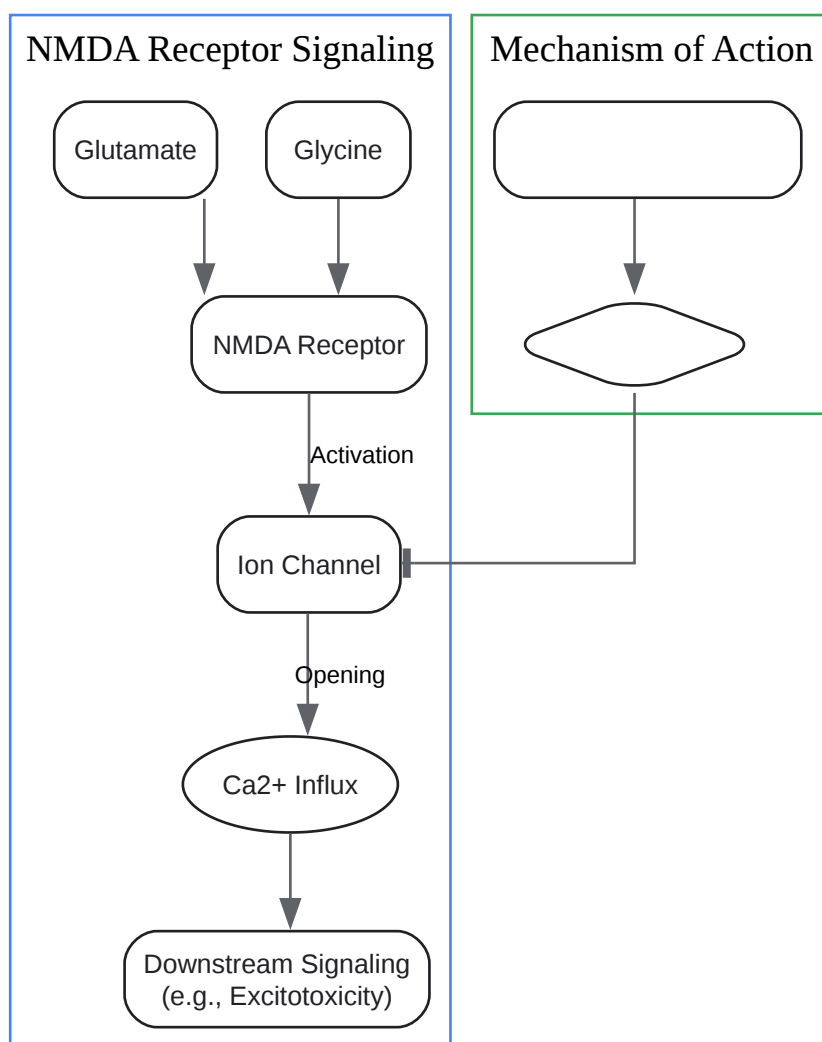 NMDA Receptor Signaling
Mechanism of Action
Glutamate
Glycine
NMDA Receptor
Activation
Ion Channel
Opening
Ca2+ Influx
Downstream Signaling
(e.g., Excitotoxicity)